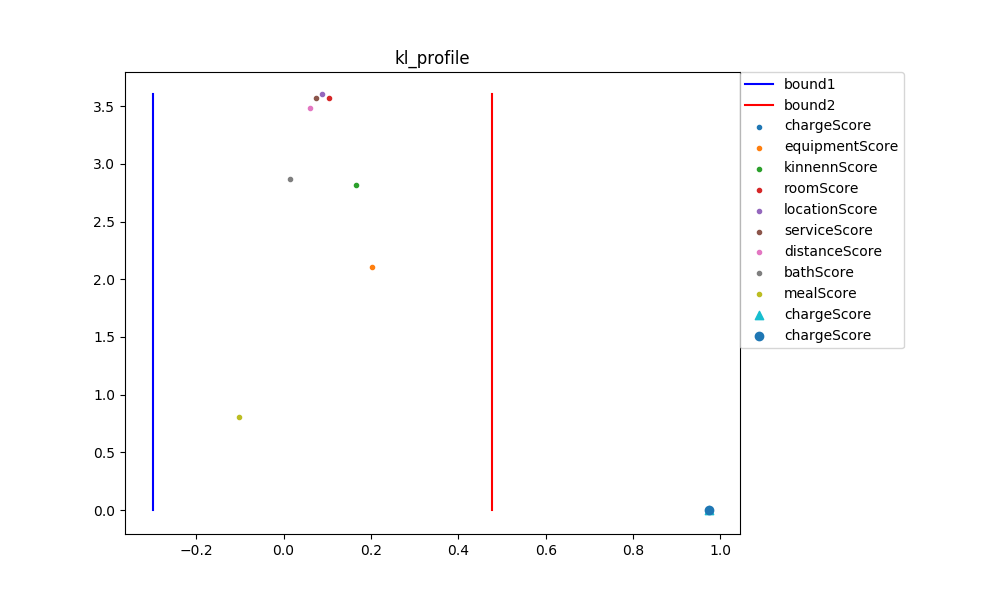 kl_profile
3.5
3.0
2.5
2.0
1.5
1.0
0.5
0.0
−0.2
0.0
0.2
0.4
0.6
0.8
1.0
bound1
bound2
chargeScore
equipmentScore
kinnennScore
roomScore
locationScore
serviceScore
distanceScore
bathScore
mealScore
chargeScore
chargeScore